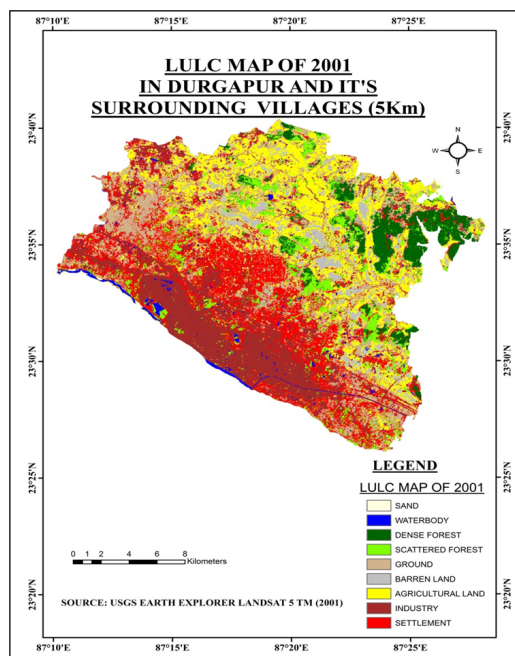 87°10'E 87°15'E 87°20'E 87°25'E
LULC MAP OF 2001
IN DURGAPUR AND IT'S
SURROUNDING VILLAGES (5Km)
N
W E
S
23°40'N 23°40'N
23°35'N 23°35'N
23°30'N 23°30'N
23°25'N 23°25'N
23°20'N 23°20'N
LEGEND
LULC MAP OF 2001
SAND
WATERBODY
DENSE FOREST
SCATTERED FOREST
GROUND
BARREN LAND
AGRICULTURAL LAND
INDUSTRY
SETTLEMENT
0 1 2 4 6 8
Kilometers
SOURCE: USGS EARTH EXPLORER LANDSAT 5 TM (2001)
87°10'E 87°15'E 87°20'E 87°25'E